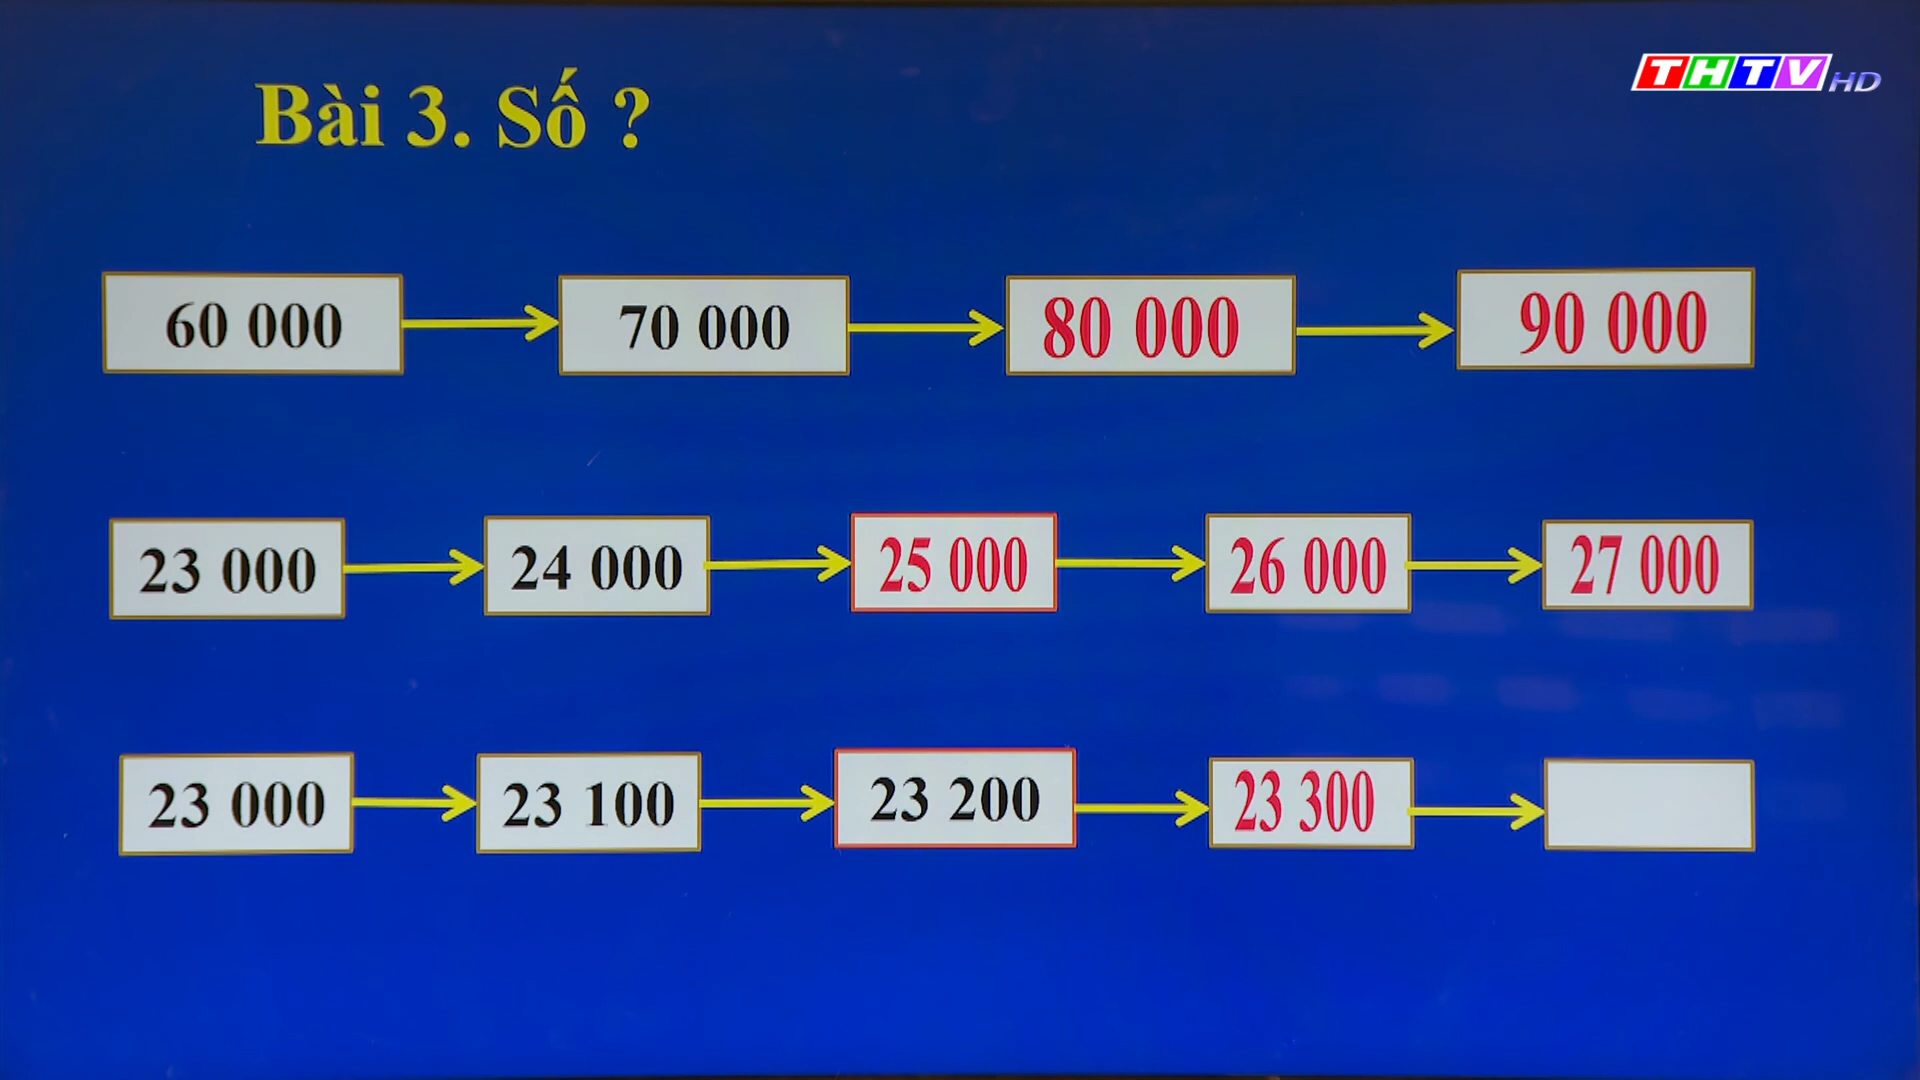 THTV HD
Bài 3. Số ?
60 000 70 000 80 000 90 000
23 000 24 000 25 000 26 000 27 000
23 000 23 100 23 200 23 300